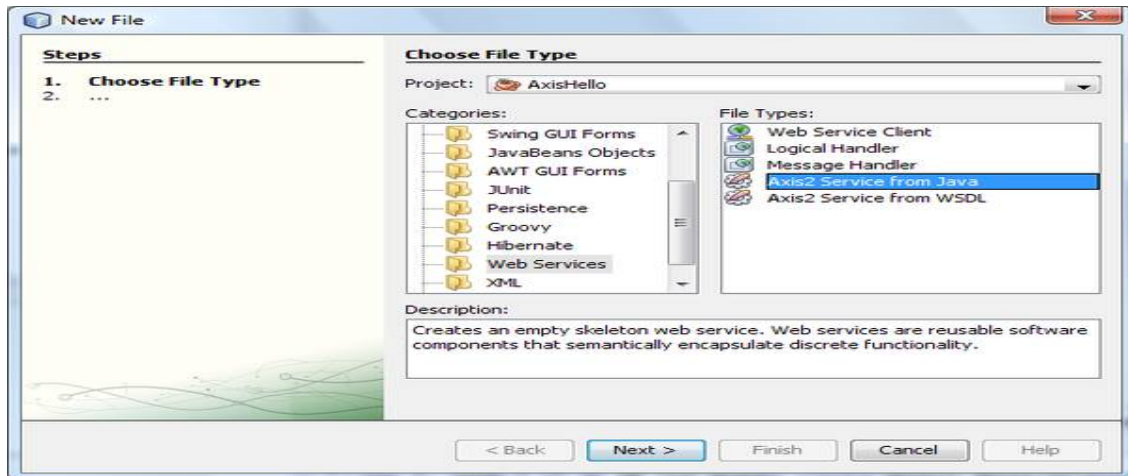 New File
Steps
1. Choose File Type
2. ...
Choose File Type
Project: AxisHello
Categories:
Swing GUI Forms
JavaBeans Objects
AWT GUI Forms
JUnit
Persistence
Groovy
Hibernate
Web Services
XML
File Types:
Web Service Client
Logical Handler
Message Handler
Axis2 Service from Java
Axis2 Service from WSDL
Description:
Creates an empty skeleton web service. Web services are reusable software
components that semantically encapsulate discrete functionality.
< Back
Next >
Finish
Cancel
Help